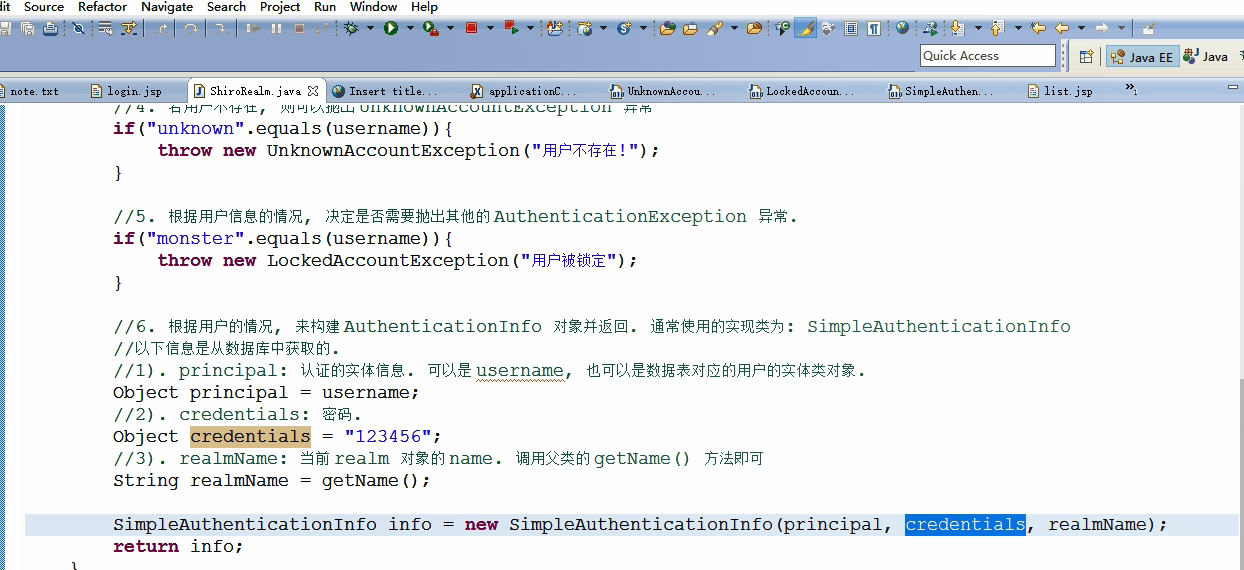 dit Source Refactor Navigate Search Project Run Window Help
Quick Access Java EE Java
note.txt login.jsp ShiroRealm.java Insert title... applicationC... UnknownAccou... LockedAccoun... SimpleAuthen... list.jsp »1
//4. 若用户不存在, 则可以抛出 UnknownAccountException 异常
if("unknown".equals(username)){
throw new UnknownAccountException("用户不存在!");
}
//5. 根据用户信息的情况, 决定是否需要抛出其他的 AuthenticationException 异常.
if("monster".equals(username)){
throw new LockedAccountException("用户被锁定");
}
//6. 根据用户的情况, 来构建 AuthenticationInfo 对象并返回. 通常使用的实现类为: SimpleAuthenticationInfo
//以下信息是从数据库中获取的.
//1). principal: 认证的实体信息. 可以是 username, 也可以是数据表对应的用户的实体类对象.
Object principal = username;
//2). credentials: 密码.
Object credentials = "123456";
//3). realmName: 当前 realm 对象的 name. 调用父类的 getName() 方法即可
String realmName = getName();
SimpleAuthenticationInfo info = new SimpleAuthenticationInfo(principal, credentials, realmName);
return info;
}